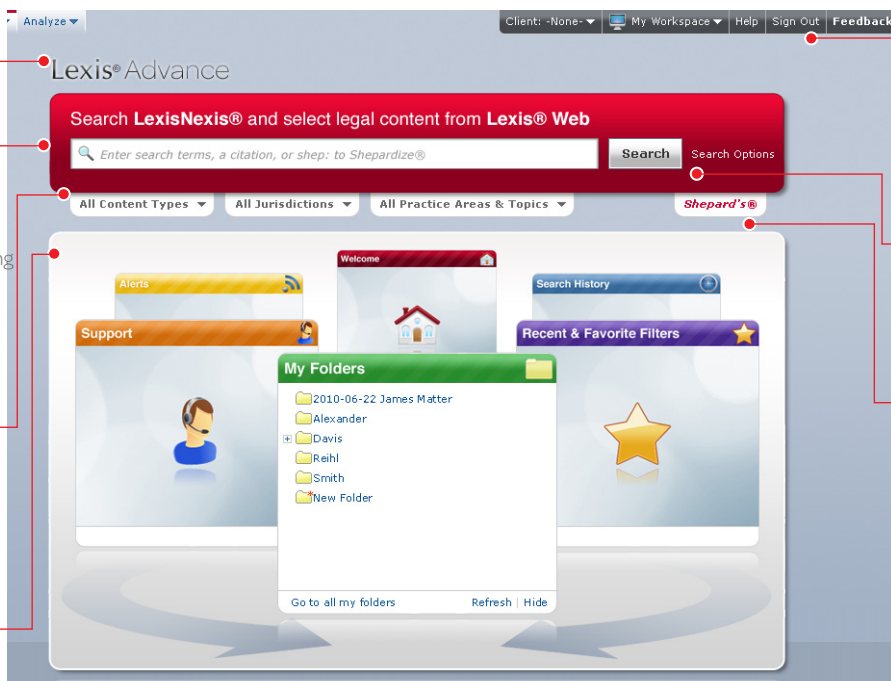 Analyze
Client: -None- My Workspace Help Sign Out Feedback
Lexis® Advance
Search LexisNexis® and select legal content from Lexis® Web
Enter search terms, a citation, or shep: to Shepardize®
Search
Search Options
All Content Types
All Jurisdictions
All Practice Areas & Topics
Shepard's®
Welcome
Alerts
Search History
Support
Recent & Favorite Filters
My Folders
2010-06-22 James Matter
Alexander
Davis
Reihl
Smith
New Folder
Go to all my folders
Refresh | Hide